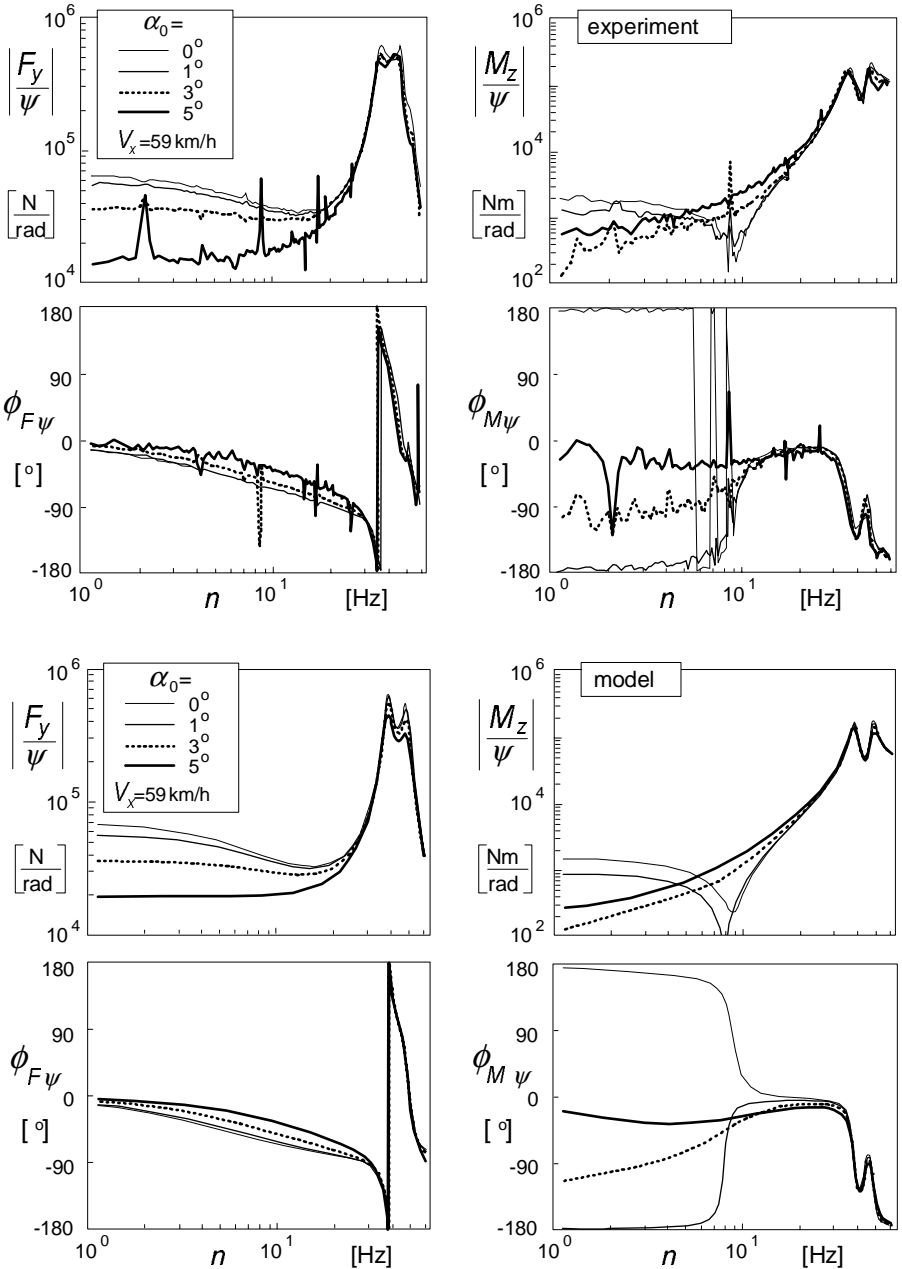 10^6
α_0=
0°
1°
3°
5°
V_x=59 km/h
|F_y/ψ|
10^5
[N/rad]
10^4
experiment
10^6
|M_z/ψ|
10^4
[Nm/rad]
10^2
180
90
ϕ_Fψ
0
[°]
-90
-180
10^0
n
10^1
[Hz]
180
90
ϕ_Mψ
0
[°]
-90
-180
10^0
n
10^1
[Hz]
10^6
α_0=
0°
1°
3°
5°
V_x=59 km/h
|F_y/ψ|
10^5
[N/rad]
10^4
model
10^6
|M_z/ψ|
10^4
[Nm/rad]
10^2
180
90
ϕ_Fψ
0
[°]
-90
-180
10^0
n
10^1
[Hz]
180
90
ϕ_Mψ
0
[°]
-90
-180
10^0
n
10^1
[Hz]